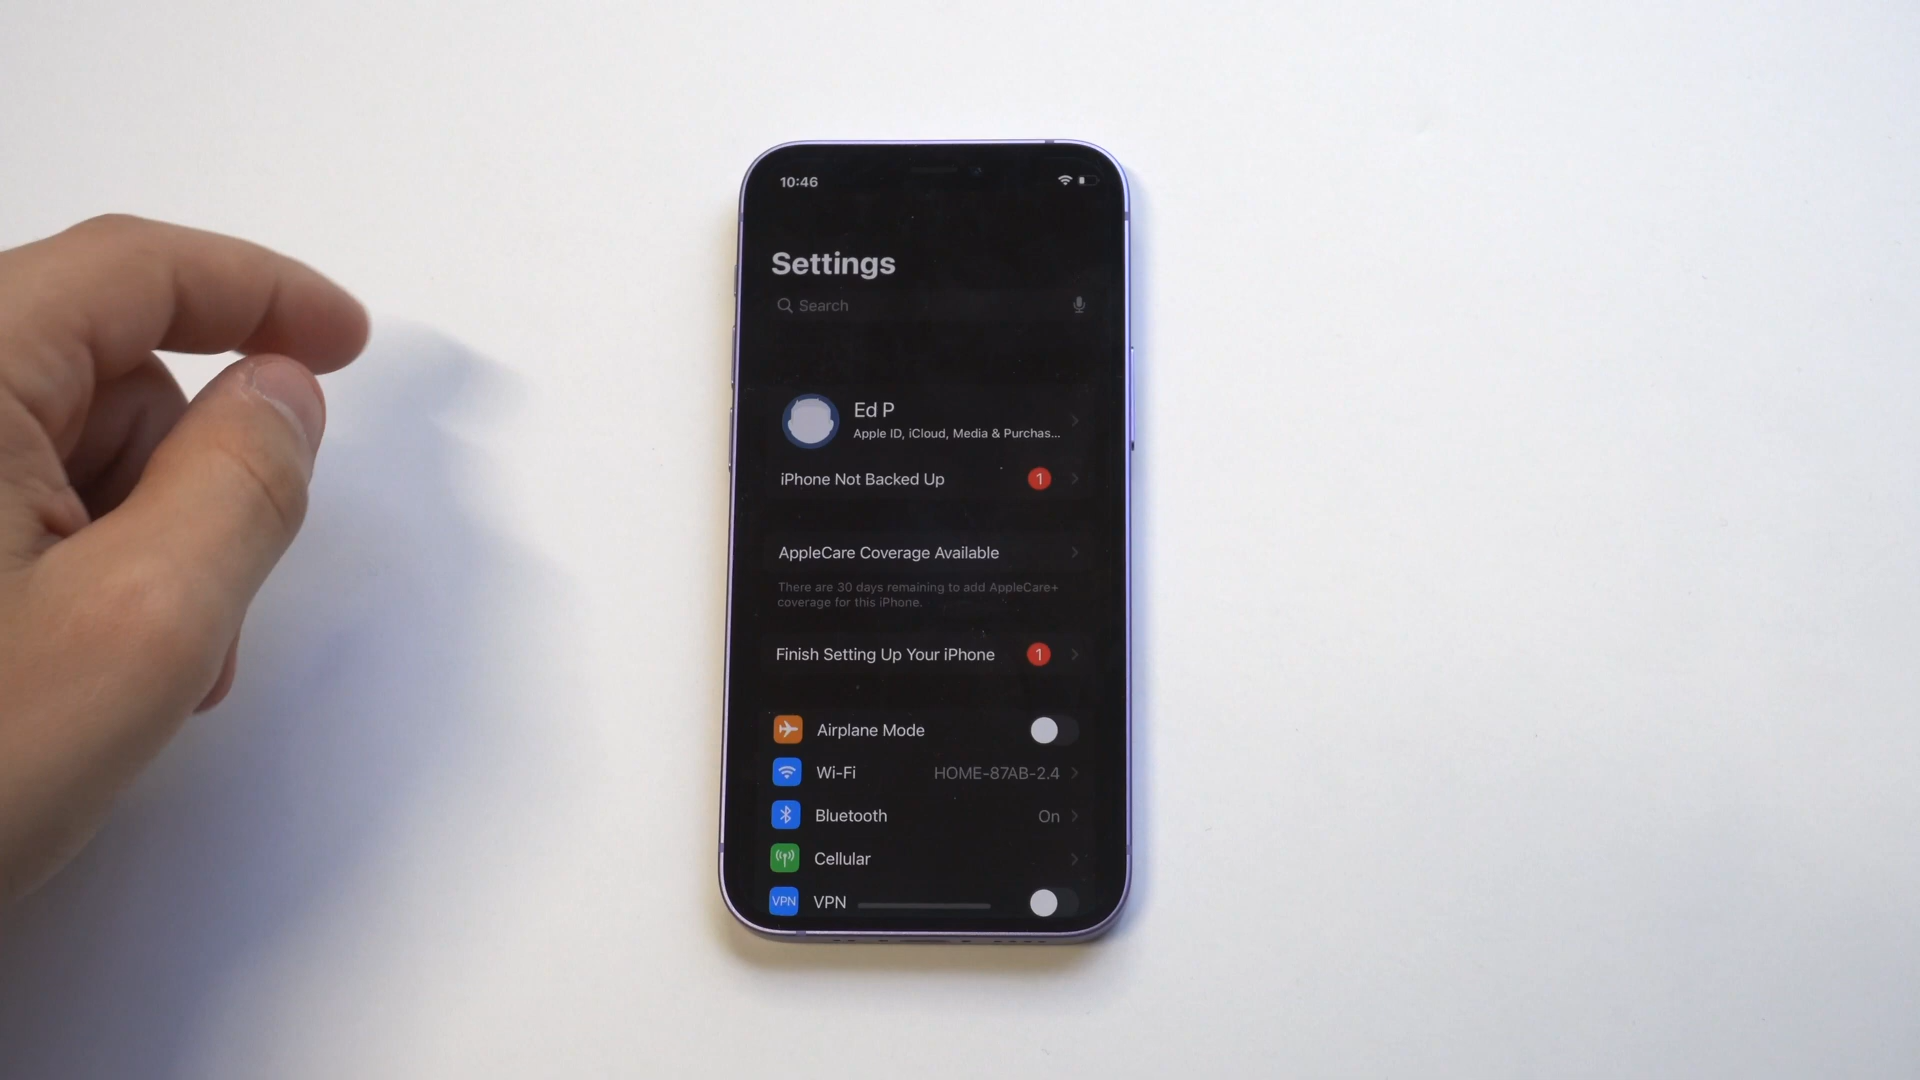 10:46
Settings
Search
Ed P
Apple ID, iCloud, Media & Purchas...
iPhone Not Backed Up 1
AppleCare Coverage Available
There are 30 days remaining to add AppleCare+
coverage for this iPhone.
Finish Setting Up Your iPhone 1
Airplane Mode
Wi-Fi HOME-87AB-2.4
Bluetooth On
Cellular
VPN VPN